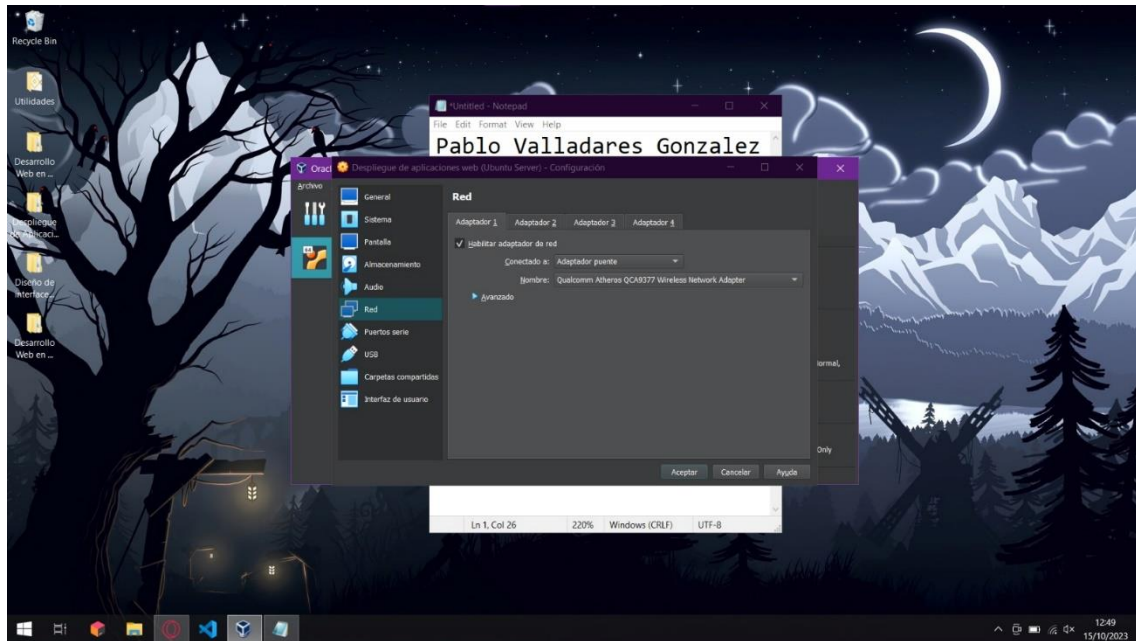 Recycle Bin
Utilidades
Desarrollo
Web en ...
Despliegue
de Aplicaci...
Diseño de
Interface...
Desarrollo
Web en ...
*Untitled - Notepad
File Edit Format View Help
Pablo Valladares Gonzalez
Oracl
Despliegue de aplicaciones web (Ubuntu Server) - Configuración
Archivo
General
Sistema
Pantalla
Almacenamiento
Audio
Red
Puertos serie
USB
Carpetas compartidas
Interfaz de usuario
Red
Adaptador 1 Adaptador 2 Adaptador 3 Adaptador 4
Habilitar adaptador de red
Conectado a: Adaptador puente
Nombre: Qualcomm Atheros QCA9377 Wireless Network Adapter
Avanzado
ormal,
Only
Aceptar Cancelar Ayuda
Ln 1, Col 26 220% Windows (CRLF) UTF-8
12:49
15/10/2023